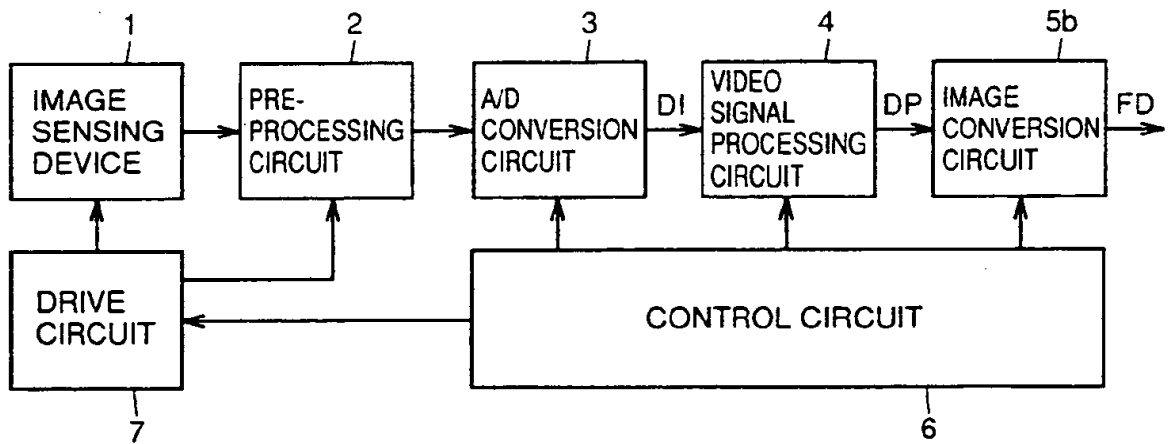 1
2
3
4
5b
IMAGE
SENSING
DEVICE
PRE-
PROCESSING
CIRCUIT
A/D
CONVERSION
CIRCUIT
DI
VIDEO
SIGNAL
PROCESSING
CIRCUIT
DP
IMAGE
CONVERSION
CIRCUIT
FD
DRIVE
CIRCUIT
CONTROL CIRCUIT
7
6